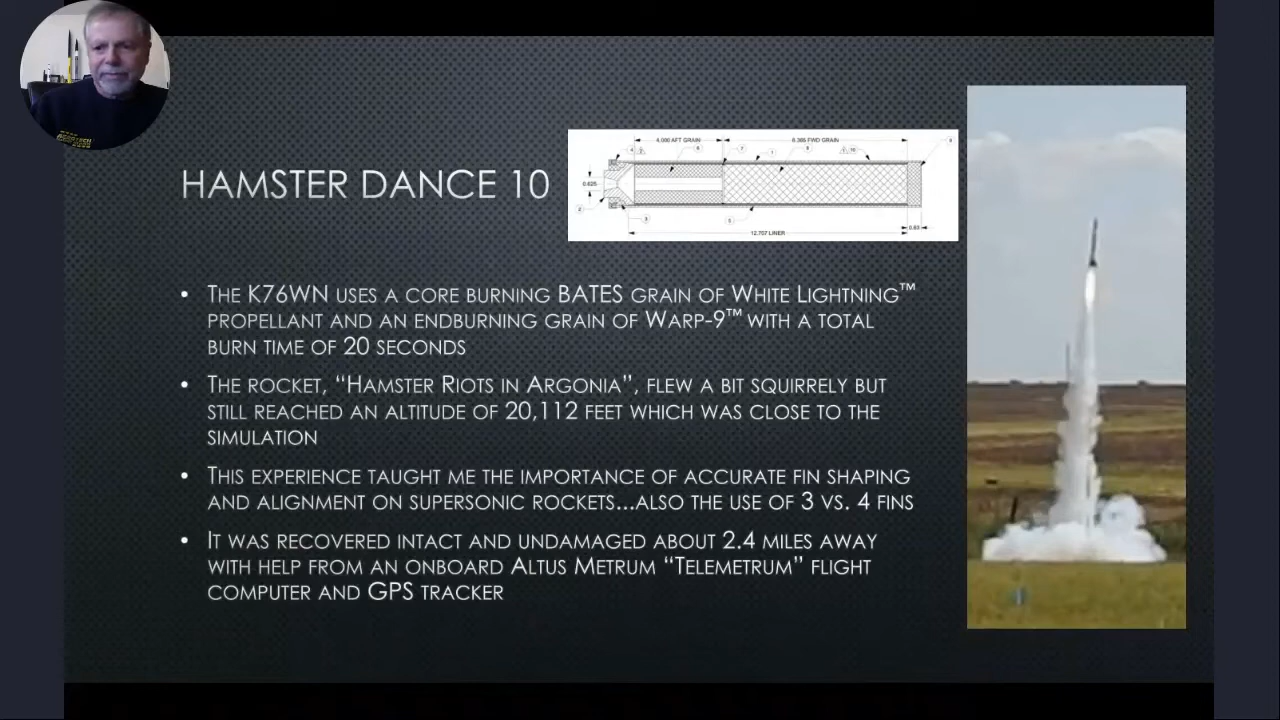 HAMSTER DANCE 10
4.000 AFT GRAIN
8.385 FWD GRAIN
0.625
12.707 LINER
0.83
• THE K76WN USES A CORE BURNING BATES GRAIN OF WHITE LIGHTNING™
PROPELLANT AND AN ENDBURNING GRAIN OF WARP-9™ WITH A TOTAL
BURN TIME OF 20 SECONDS
• THE ROCKET, “HAMSTER RIOTS IN ARGONIA”, FLEW A BIT SQUIRRELY BUT
STILL REACHED AN ALTITUDE OF 20,112 FEET WHICH WAS CLOSE TO THE
SIMULATION
• THIS EXPERIENCE TAUGHT ME THE IMPORTANCE OF ACCURATE FIN SHAPING
AND ALIGNMENT ON SUPERSONIC ROCKETS...ALSO THE USE OF 3 VS. 4 FINS
• IT WAS RECOVERED INTACT AND UNDAMAGED ABOUT 2.4 MILES AWAY
WITH HELP FROM AN ONBOARD ALTUS METRUM “TELEMETRUM” FLIGHT
COMPUTER AND GPS TRACKER